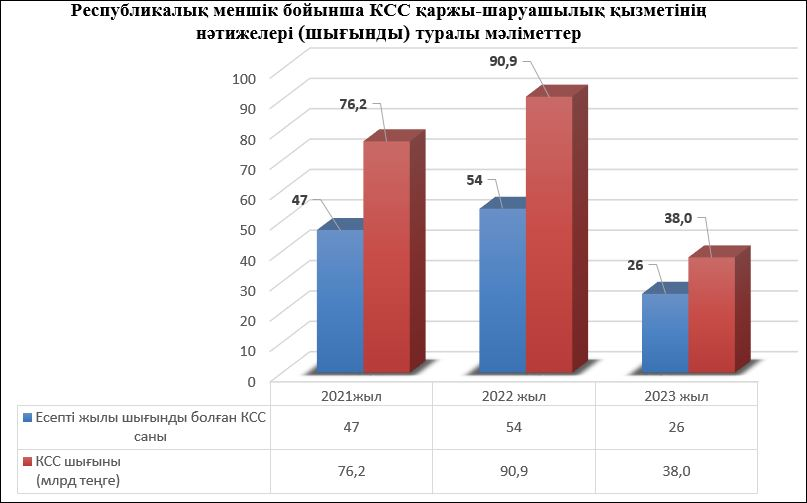 Республикалық меншік бойынша КСС қаржы-шаруашылық қызметінің
нәтижелері (шығынды) туралы мәліметтер
100
90
80
70
60
50
40
30
20
10
0
47
76,2
54
90,9
26
38,0
2021жыл 2022 жыл 2023 жыл
Есепті жылы шығынды болған КСС
саны
47 54 26
КСС шығыны
(млрд теңге)
76,2 90,9 38,0